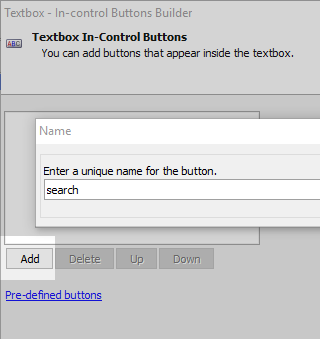 Textbox - In-control Buttons Builder
ABC
Textbox In-Control Buttons
You can add buttons that appear inside the textbox.
Name
Enter a unique name for the button.
search
Add Delete Up Down
Pre-defined buttons